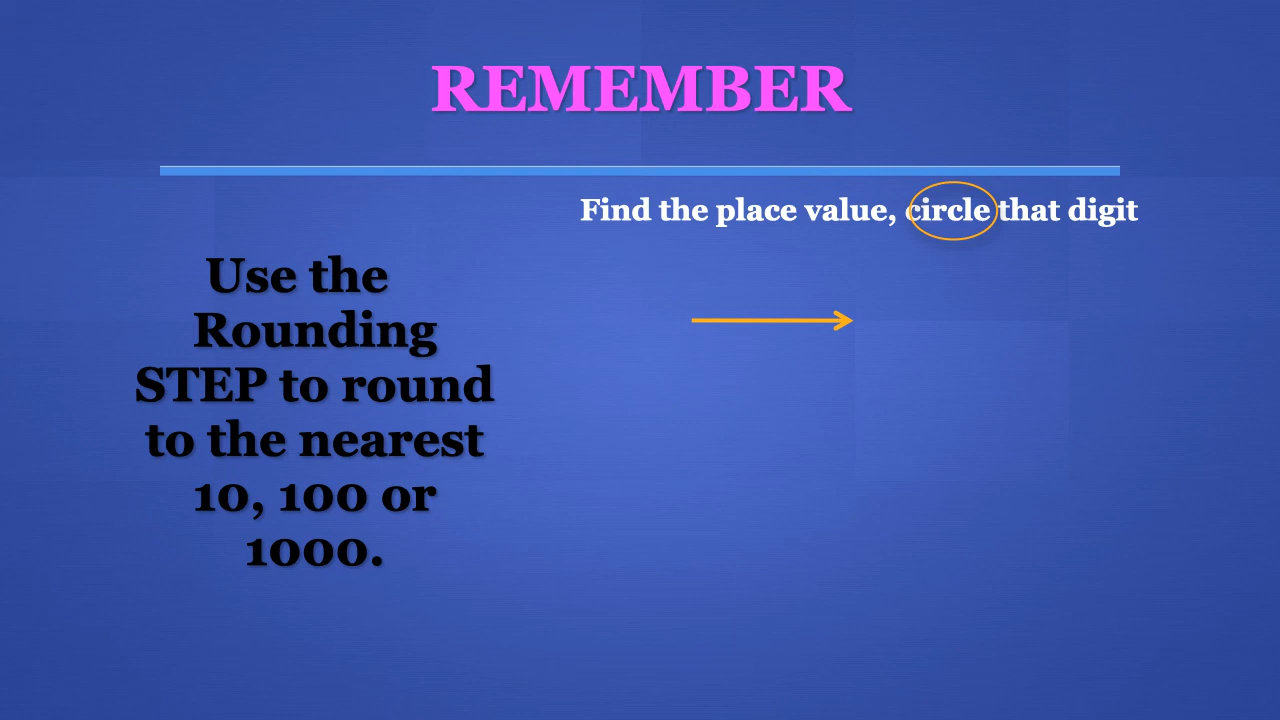 REMEMBER
Find the place value, circle that digit
Use the
Rounding
STEP to round
to the nearest
10, 100 or
1000.